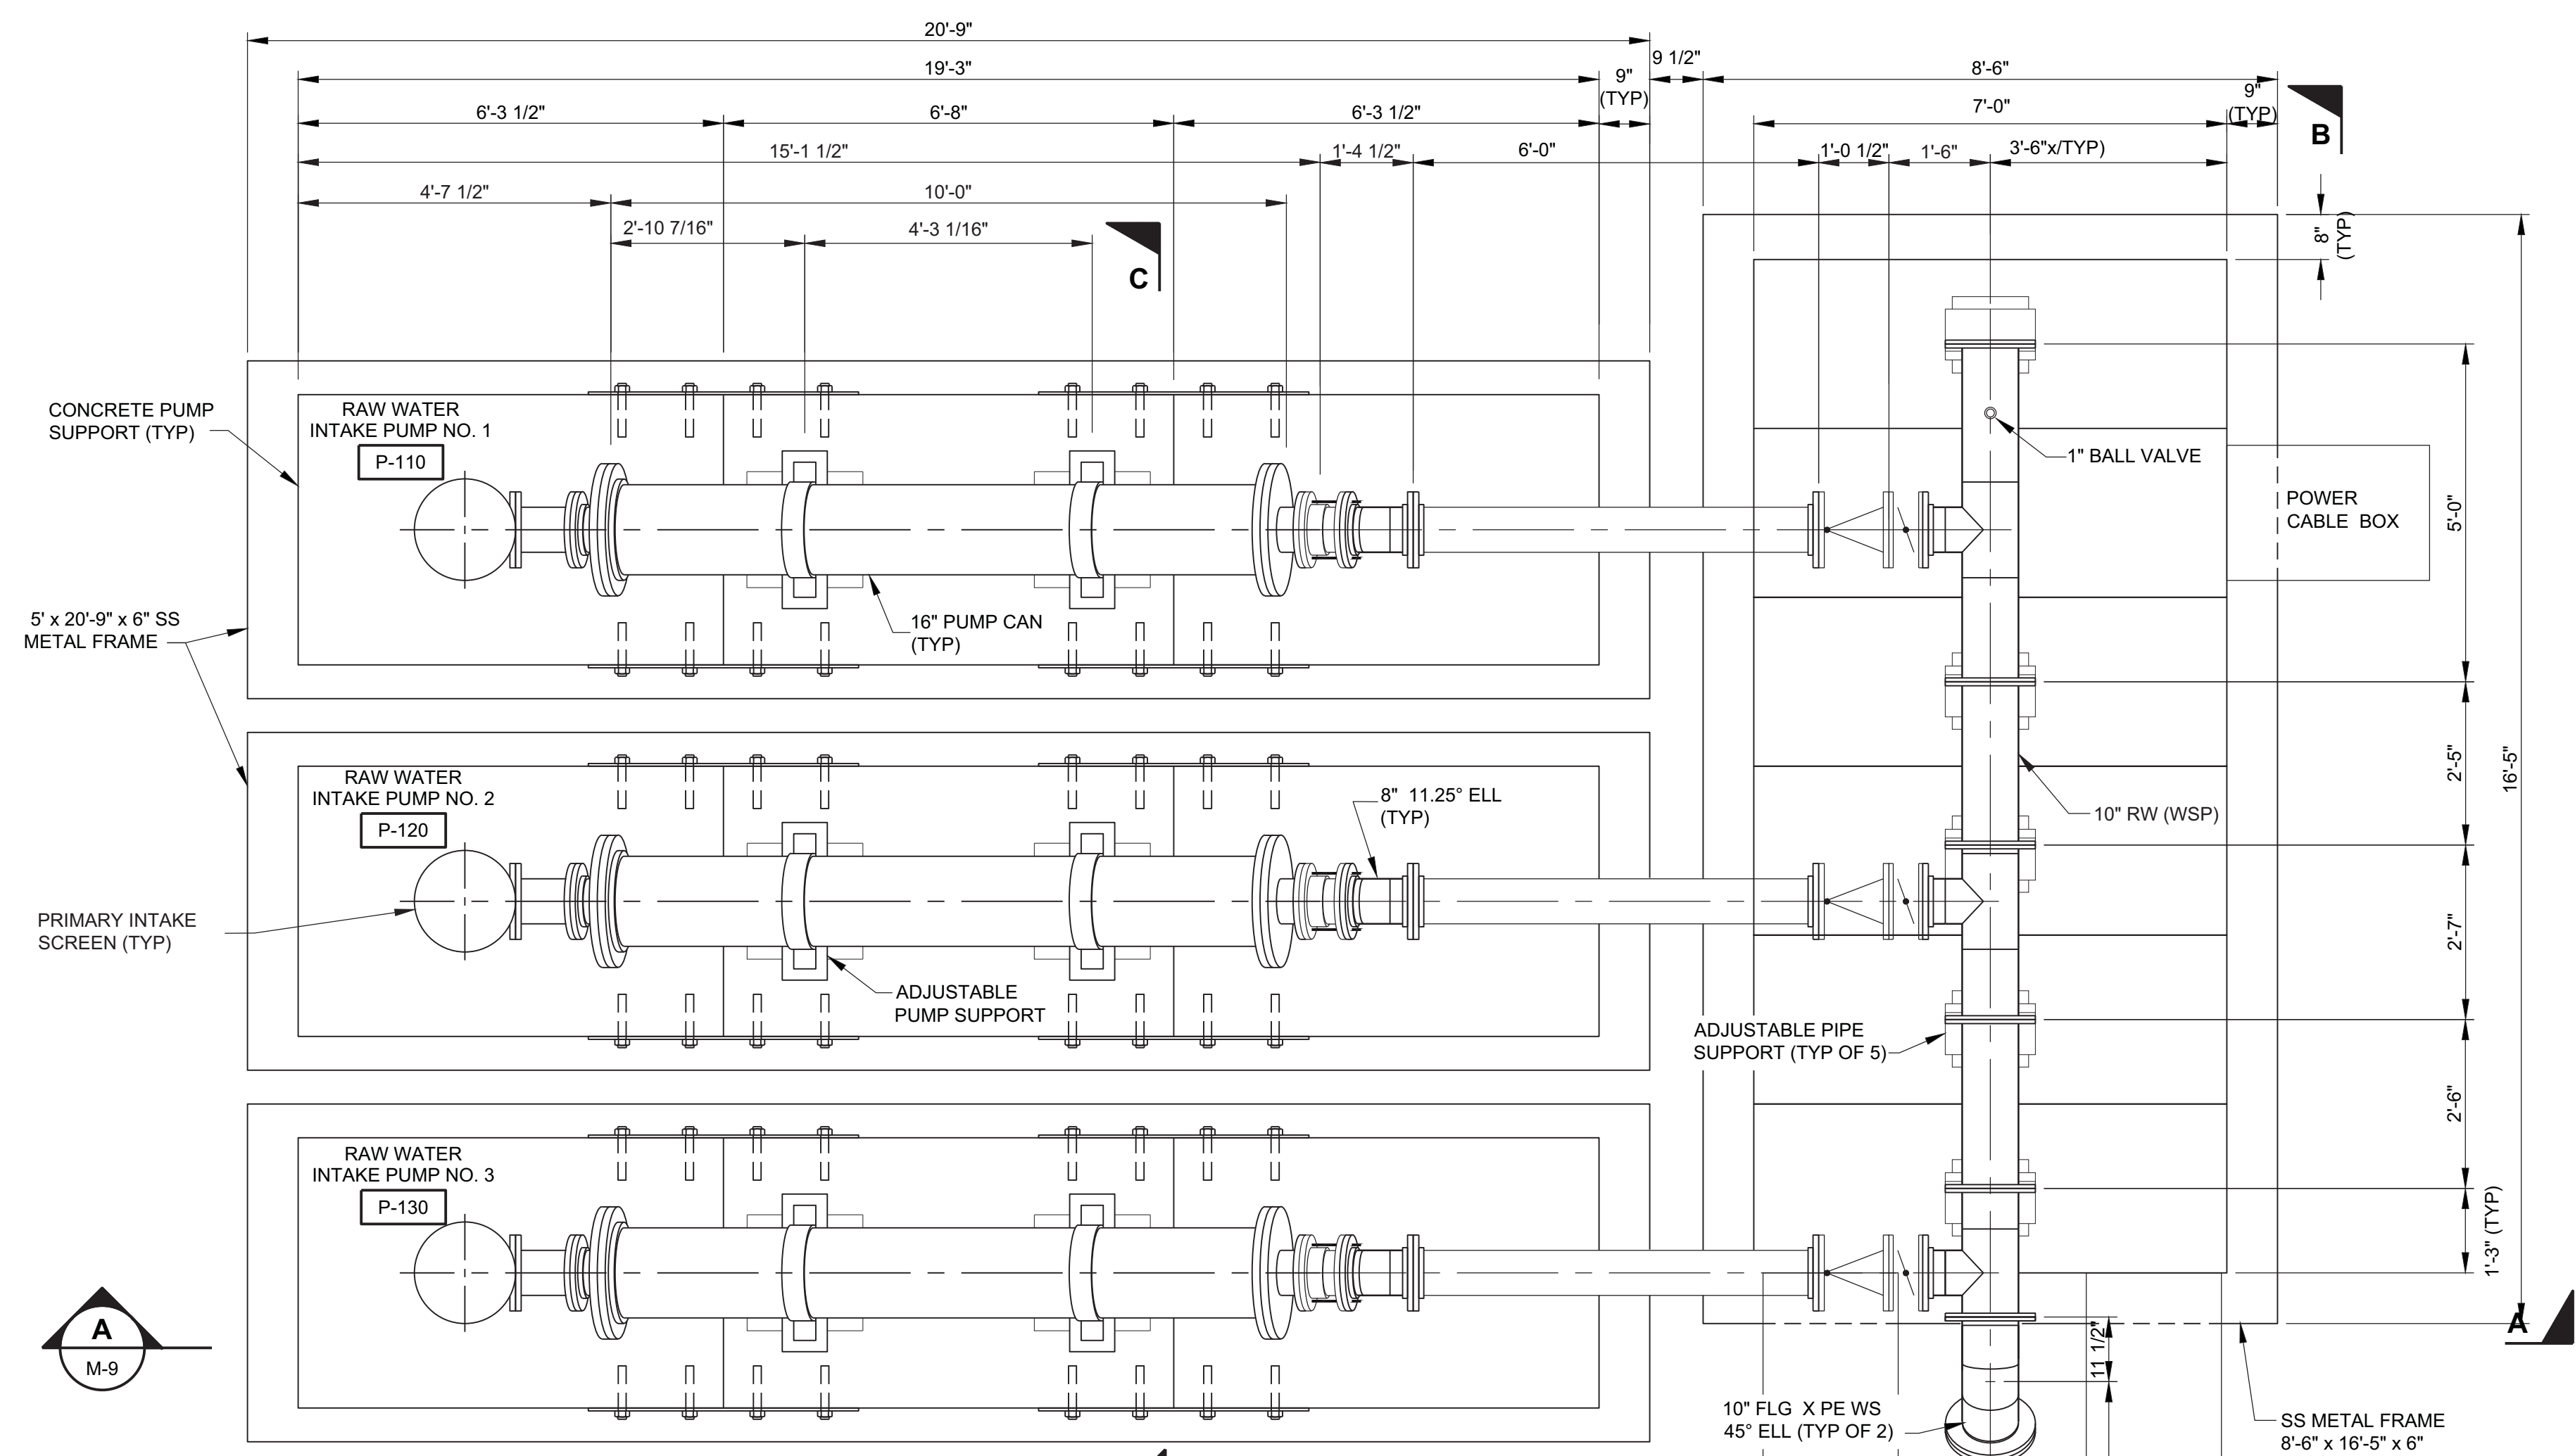 20'-9"
19'-3"
9"
(TYP)
9 1/2"
8'-6"
9"
(TYP)
6'-3 1/2"
6'-8"
6'-3 1/2"
7'-0"
B
15'-1 1/2"
1'-4 1/2"
6'-0"
1'-0 1/2"
1'-6"
3'-6"x/TYP)
4'-7 1/2"
10'-0"
2'-10 7/16"
4'-3 1/16"
C
8"
(TYP)
CONCRETE PUMP
SUPPORT (TYP)
RAW WATER
INTAKE PUMP NO. 1
P-110
1" BALL VALVE
POWER
CABLE BOX
5'-0"
5' x 20'-9" x 6" SS
METAL FRAME
16" PUMP CAN
(TYP)
RAW WATER
INTAKE PUMP NO. 2
P-120
8" 11.25° ELL
(TYP)
10" RW (WSP)
2'-5"
16'-5"
PRIMARY INTAKE
SCREEN (TYP)
ADJUSTABLE
PUMP SUPPORT
ADJUSTABLE PIPE
SUPPORT (TYP OF 5)
2'-7"
2'-6"
RAW WATER
INTAKE PUMP NO. 3
P-130
1'-3" (TYP)
A
M-9
A
11 1/2"
10" FLG X PE WS
45° ELL (TYP OF 2)
SS METAL FRAME
8'-6" x 16'-5" x 6"